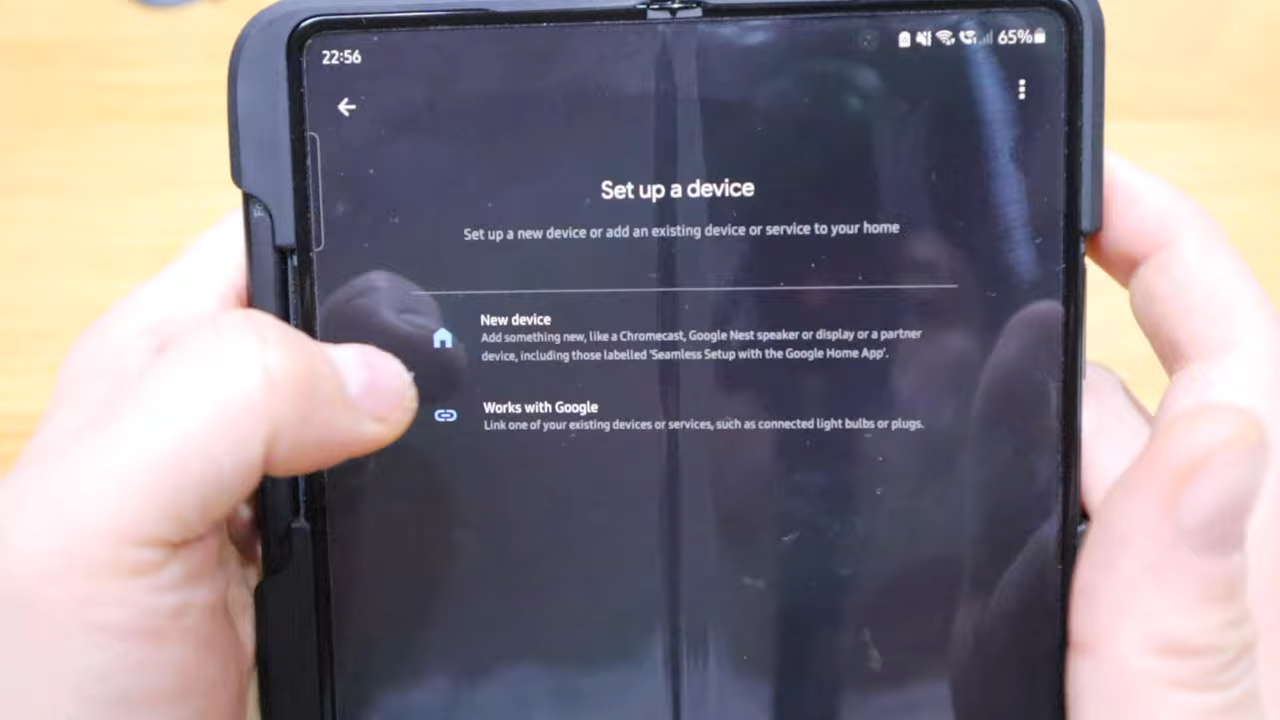 22:56
65%
Set up a device
Set up a new device or add an existing device or service to your home
New device
Add something new, like a Chromecast, Google Nest speaker or display or a partner
device, including those labelled 'Seamless Setup with the Google Home App'.
Works with Google
Link one of your existing devices or services, such as connected light bulbs or plugs.